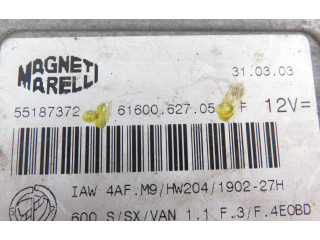 MAGNETI
MARELLI
31.03.03
55187372 61600.627.05 F 12V=
IAW 4AF.M9/HW204/1902-27H
600 S/SX/VAN 1.1 F.3/F.4EOBD